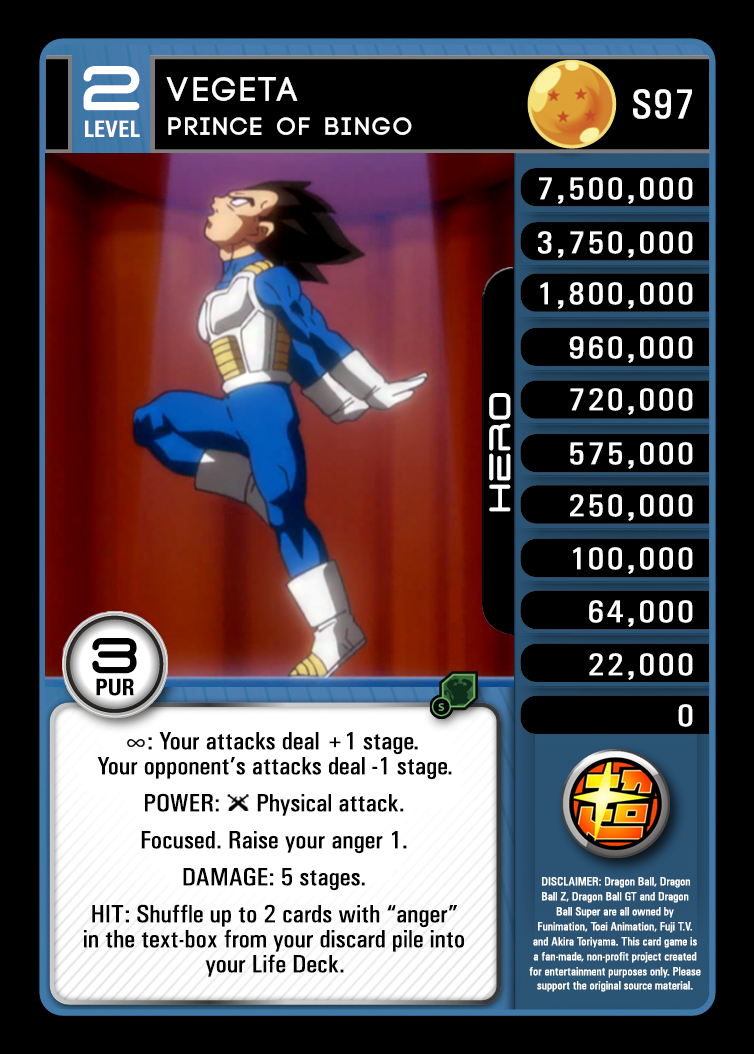 2
LEVEL
VEGETA
PRINCE OF BINGO
S97
7,500,000
3,750,000
1,800,000
960,000
720,000
575,000
250,000
100,000
64,000
22,000
0
HERO
3
PUR
S
∞: Your attacks deal +1 stage.
Your opponent's attacks deal -1 stage.
POWER: Physical attack.
Focused. Raise your anger 1.
DAMAGE: 5 stages.
HIT: Shuffle up to 2 cards with “anger”
in the text-box from your discard pile into
your Life Deck.
DISCLAIMER: Dragon Ball, Dragon
Ball Z, Dragon Ball GT and Dragon
Ball Super are all owned by
Funimation, Toei Animation, Fuji T.V.
and Akira Toriyama. This card game is
a fan-made, non-profit project created
for entertainment purposes only. Please
support the original source material.